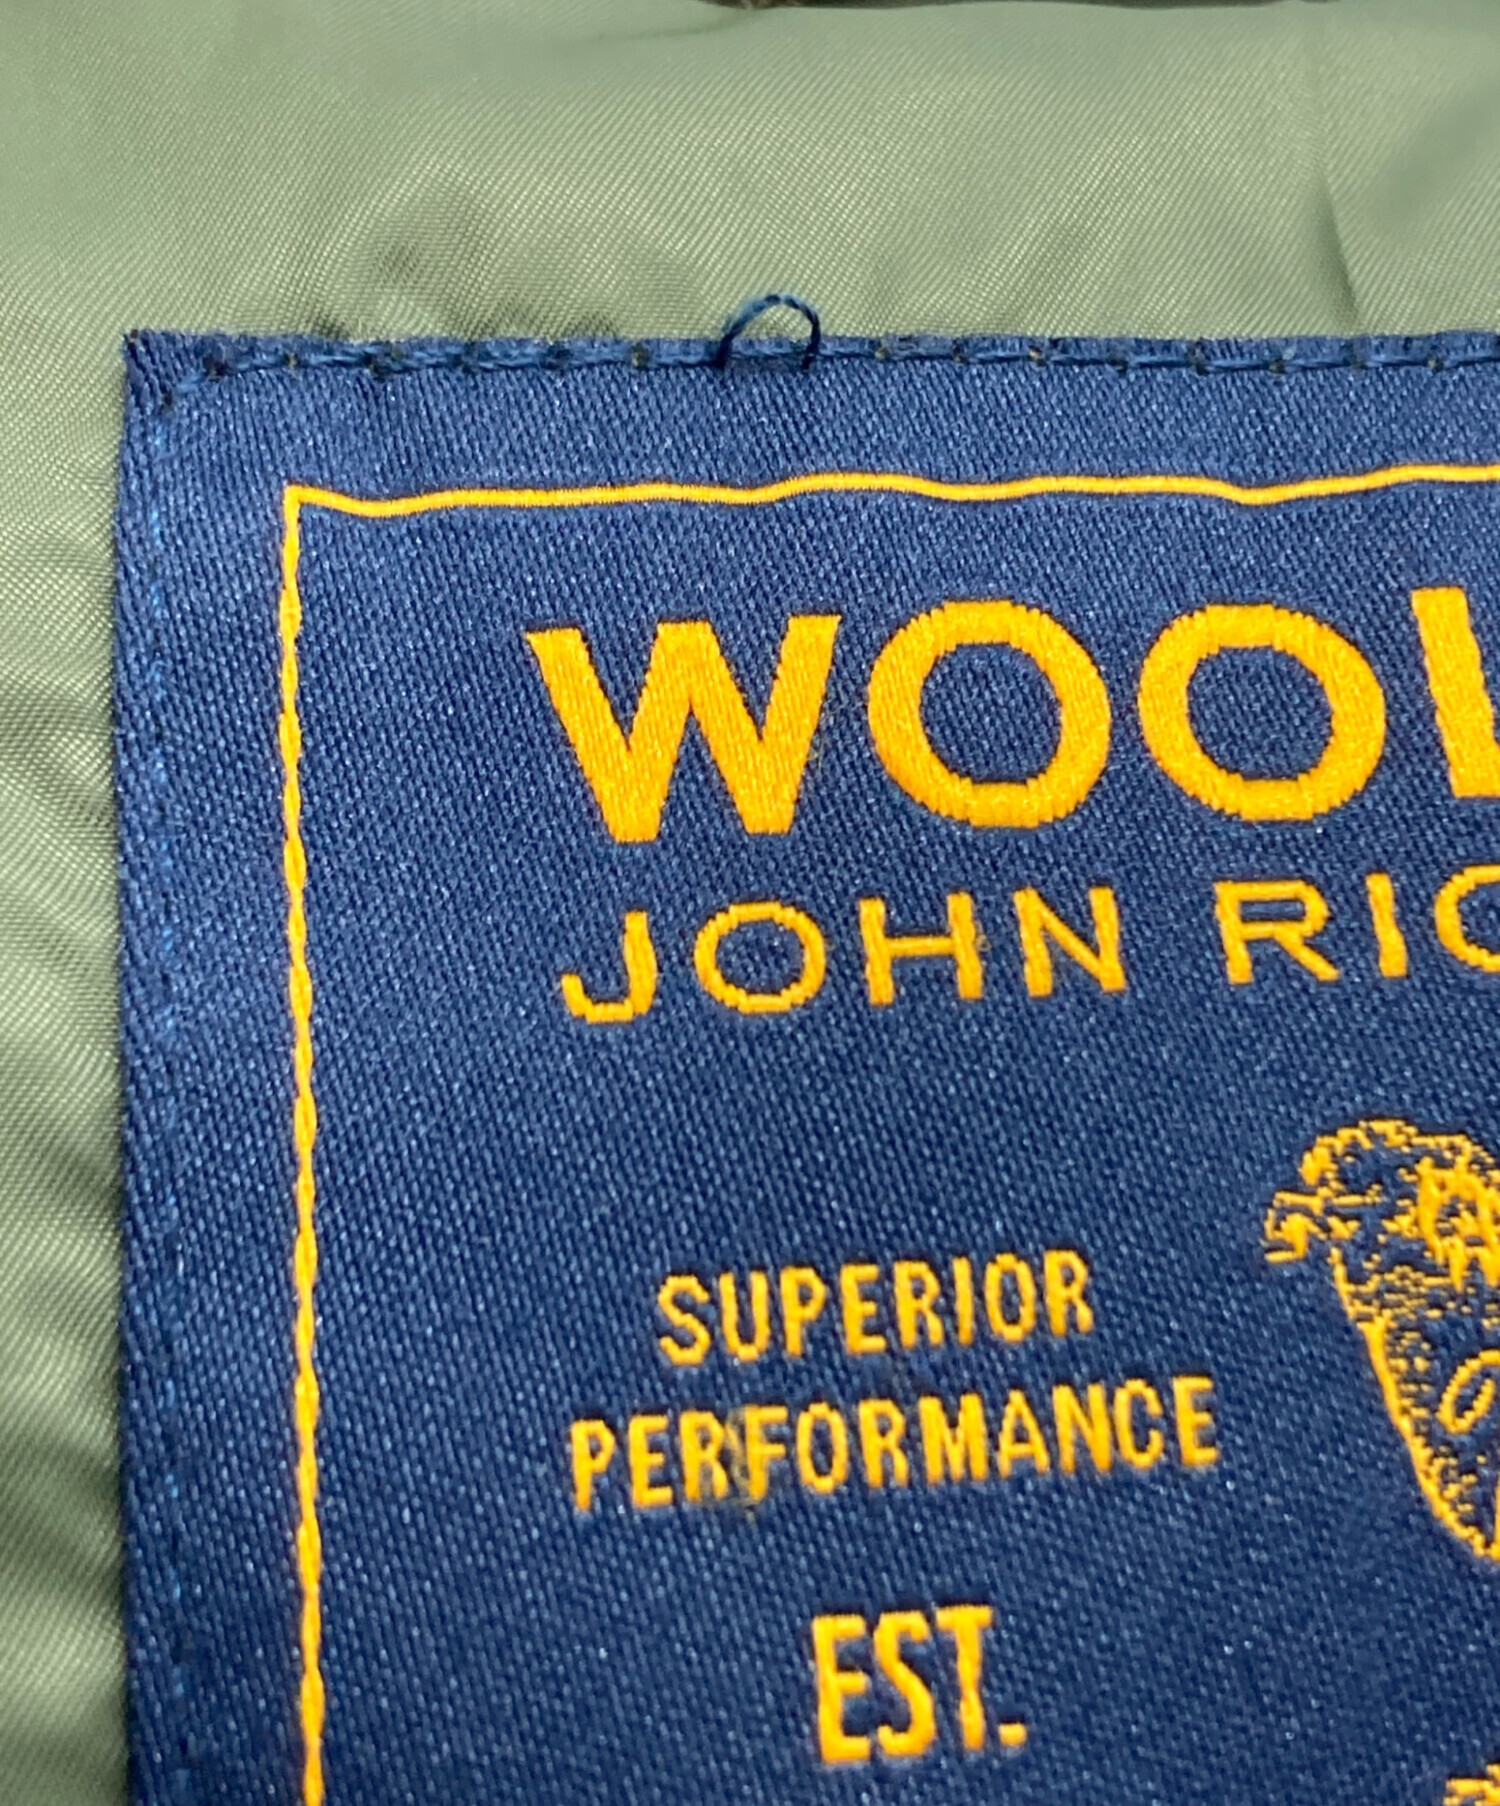 WOOL
JOHN RIC
SUPERIOR
PERFORMANCE
EST.